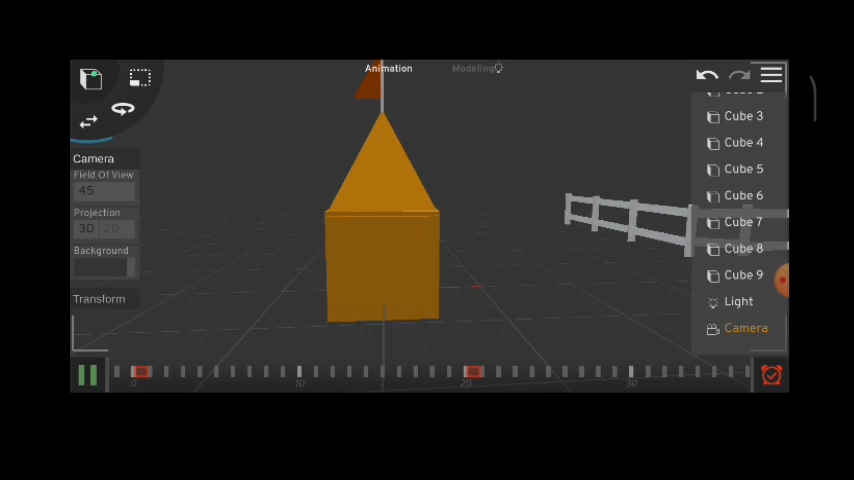 Animation
Modeling
Camera
Field Of View
45
Projection
3D 2D
Background
Transform
Cube 3
Cube 4
Cube 5
Cube 6
Cube 7
Cube 8
Cube 9
Light
Camera
0
10
20
30